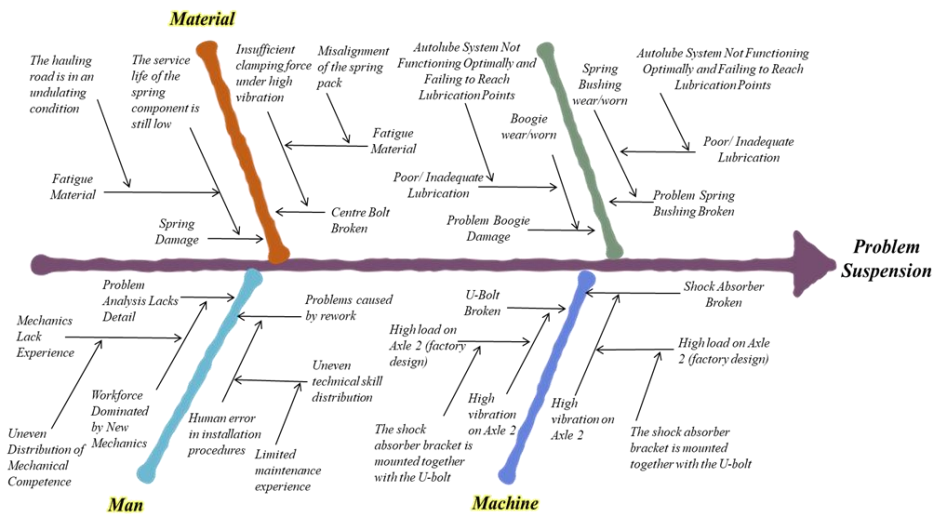 Material
The hauling
road is in an
undulating
condition
The service
life of the
spring
component is
still low
Insufficient
clamping force
under high
vibration
Misalignment
of the spring
pack
Fatigue
Material
Fatigue
Material
Centre Bolt
Broken
Spring
Damage
Autolube System Not
Functioning Optimally and
Failing to Reach
Lubrication Points
Boogie
wear/worn
Poor/ Inadequate
Lubrication
Problem Boogie
Damage
Spring
Bushing
wear/worn
Autolube System Not Functioning
Optimally and Failing to Reach
Lubrication Points
Poor/ Inadequate
Lubrication
Problem Spring
Bushing Broken
Problem
Suspension
Problem
Analysis Lacks
Detail
Mechanics
Lack
Experience
Uneven
Distribution of
Mechanical
Competence
Workforce
Dominated
by New
Mechanics
Problems caused
by rework
Uneven
technical skill
distribution
Human error
in installation
procedures
Limited
maintenance
experience
Man
U-Bolt
Broken
High load on
Axle 2 (factory
design)
The shock
absorber bracket is
mounted together
with the U-bolt
High
vibration
on Axle 2
Shock Absorber
Broken
High load on Axle
2 (factory design)
High
vibration on
Axle 2
The shock absorber
bracket is mounted
together with the U-bolt
Machine